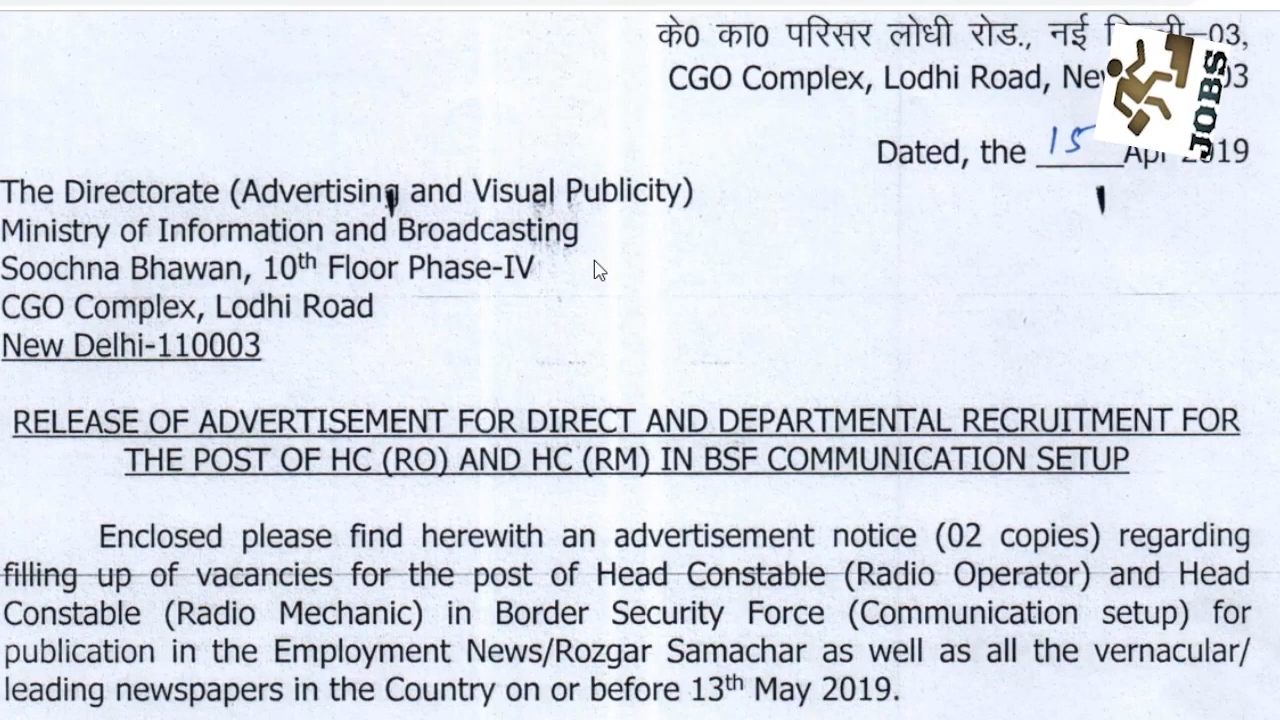 के0 का0 परिसर लोधी रोड., नई –03,
CGO Complex, Lodhi Road, 03
JOBS
Dated, the 15 Apr 2019
The Directorate (Advertising and Visual Publicity)
Ministry of Information and Broadcasting
Soochna Bhawan, 10th Floor Phase-IV
CGO Complex, Lodhi Road
New Delhi-110003
RELEASE OF ADVERTISEMENT FOR DIRECT AND DEPARTMENTAL RECRUITMENT FOR
THE POST OF HC (RO) AND HC (RM) IN BSF COMMUNICATION SETUP
Enclosed please find herewith an advertisement notice (02 copies) regarding
filling up of vacancies for the post of Head Constable (Radio Operator) and Head
Constable (Radio Mechanic) in Border Security Force (Communication setup) for
publication in the Employment News/Rozgar Samachar as well as all the vernacular/
leading newspapers in the Country on or before 13th May 2019.